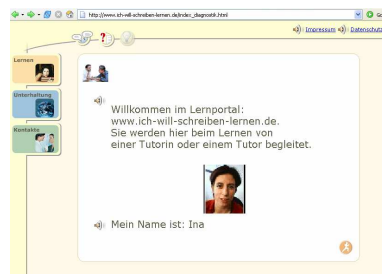 http://www.ich-will-schreiben-lernen.de/index_diagnostik.html
Impressum
Datenschutz
Lernen
Unterhaltung
Kontakte
Willkommen im Lernportal:
www.ich-will-schreiben-lernen.de.
Sie werden hier beim Lernen von
einer Tutorin oder einem Tutor begleitet.
Mein Name ist: Ina